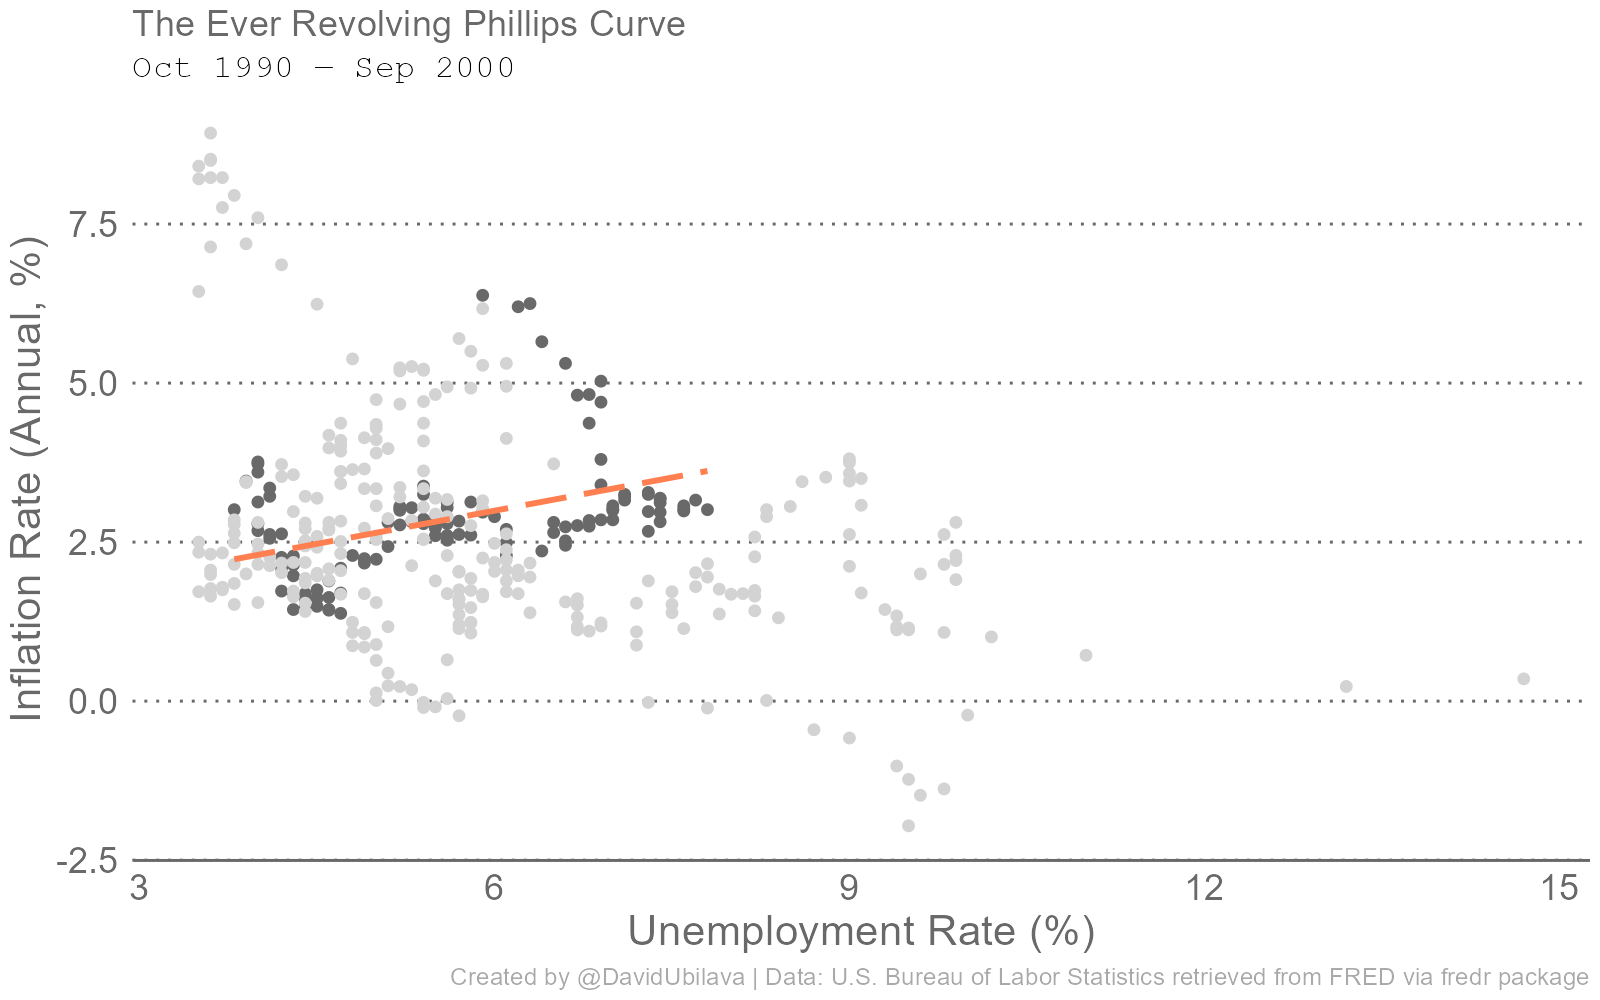 The Ever Revolving Phillips Curve
Oct 1990 — Sep 2000
Inflation Rate (Annual, %)
7.5
5.0
2.5
0.0
-2.5
3 6 9 12 15
Unemployment Rate (%)
Created by @DavidUbilava | Data: U.S. Bureau of Labor Statistics retrieved from FRED via fredr package